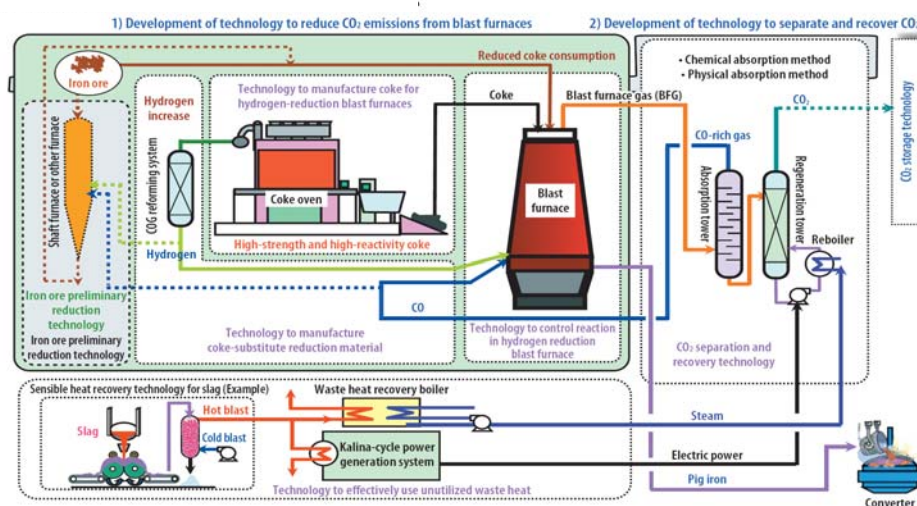 1) Development of technology to reduce CO₂ emissions from blast furnaces
2) Development of technology to separate and recover CO₂
Iron ore
Reduced coke consumption
• Chemical absorption method
• Physical absorption method
Hydrogen
increase
Technology to manufacture coke for
hydrogen-reduction blast furnaces
Coke
Blast furnace gas (BFG)
CO₂
CO-rich gas
CO₂ storage technology
Shaft furnace or other furnace
COG reforming system
Coke oven
Blast
furnace
Absorption tower
Regeneration tower
Reboiler
High-strength and high-reactivity coke
Hydrogen
Iron ore preliminary
reduction
technology
Iron ore preliminary
reduction technology
CO
Technology to manufacture
coke-substitute reduction material
Technology to control reaction
in hydrogen reduction
blast furnace
CO₂ separation and
recovery technology
Sensible heat recovery technology for slag (Example)
Waste heat recovery boiler
Hot blast
Slag
Cold blast
Steam
Kalina-cycle power
generation system
Electric power
Technology to effectively use unutilized waste heat
Pig iron
Converter